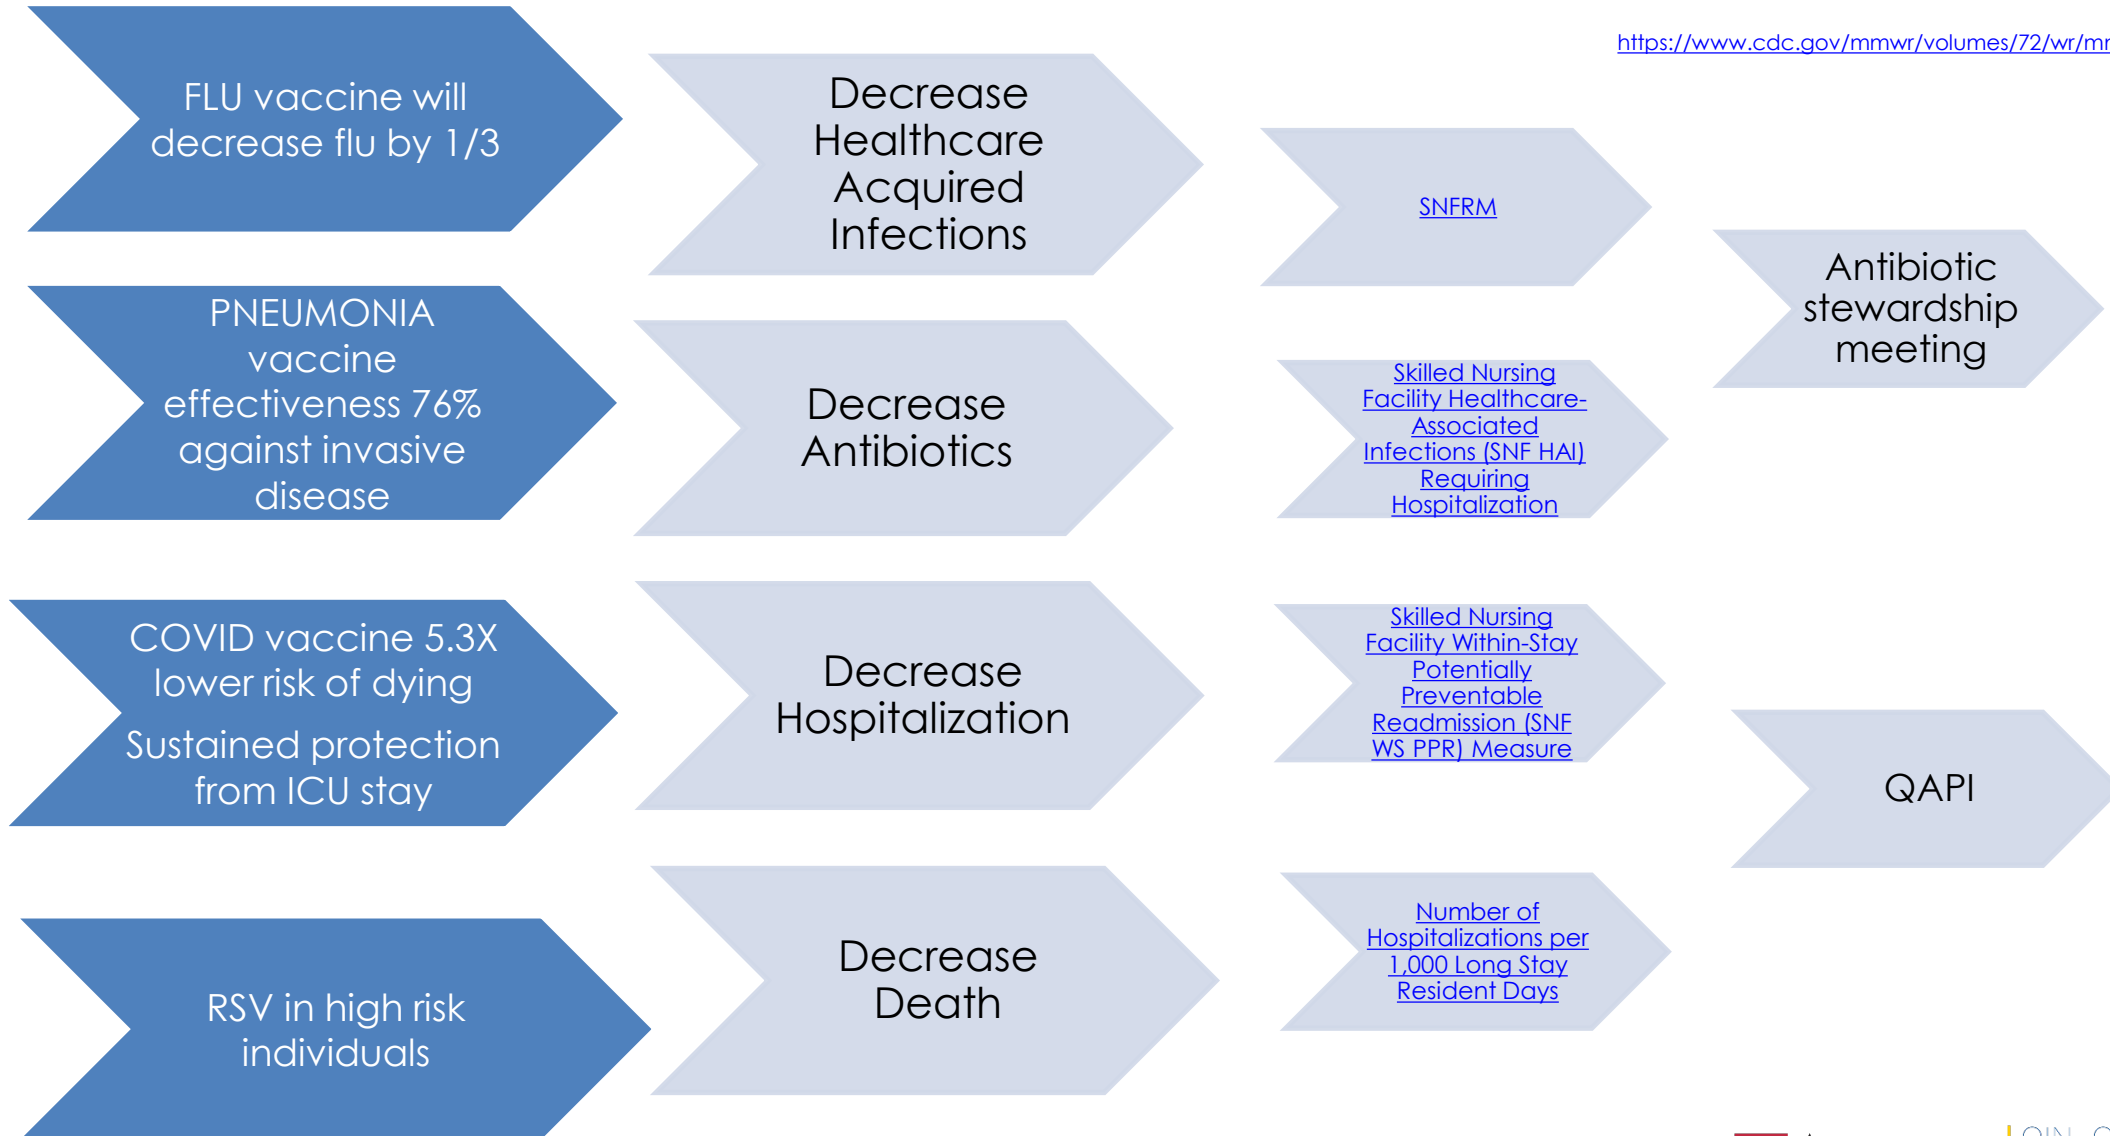 https://www.cdc.gov/mmwr/volumes/72/wr/mr
FLU vaccine will
decrease flu by 1/3
Decrease
Healthcare
Acquired
Infections
SNFRM
Antibiotic
stewardship
meeting
PNEUMONIA
vaccine
effectiveness 76%
against invasive
disease
Decrease
Antibiotics
Skilled Nursing
Facility Healthcare-
Associated
Infections (SNF HAI)
Requiring
Hospitalization
COVID vaccine 5.3X
lower risk of dying
Sustained protection
from ICU stay
Decrease
Hospitalization
Skilled Nursing
Facility Within-Stay
Potentially
Preventable
Readmission (SNF
WS PPR) Measure
QAPI
RSV in high risk
individuals
Decrease
Death
Number of
Hospitalizations per
1,000 Long Stay
Resident Days